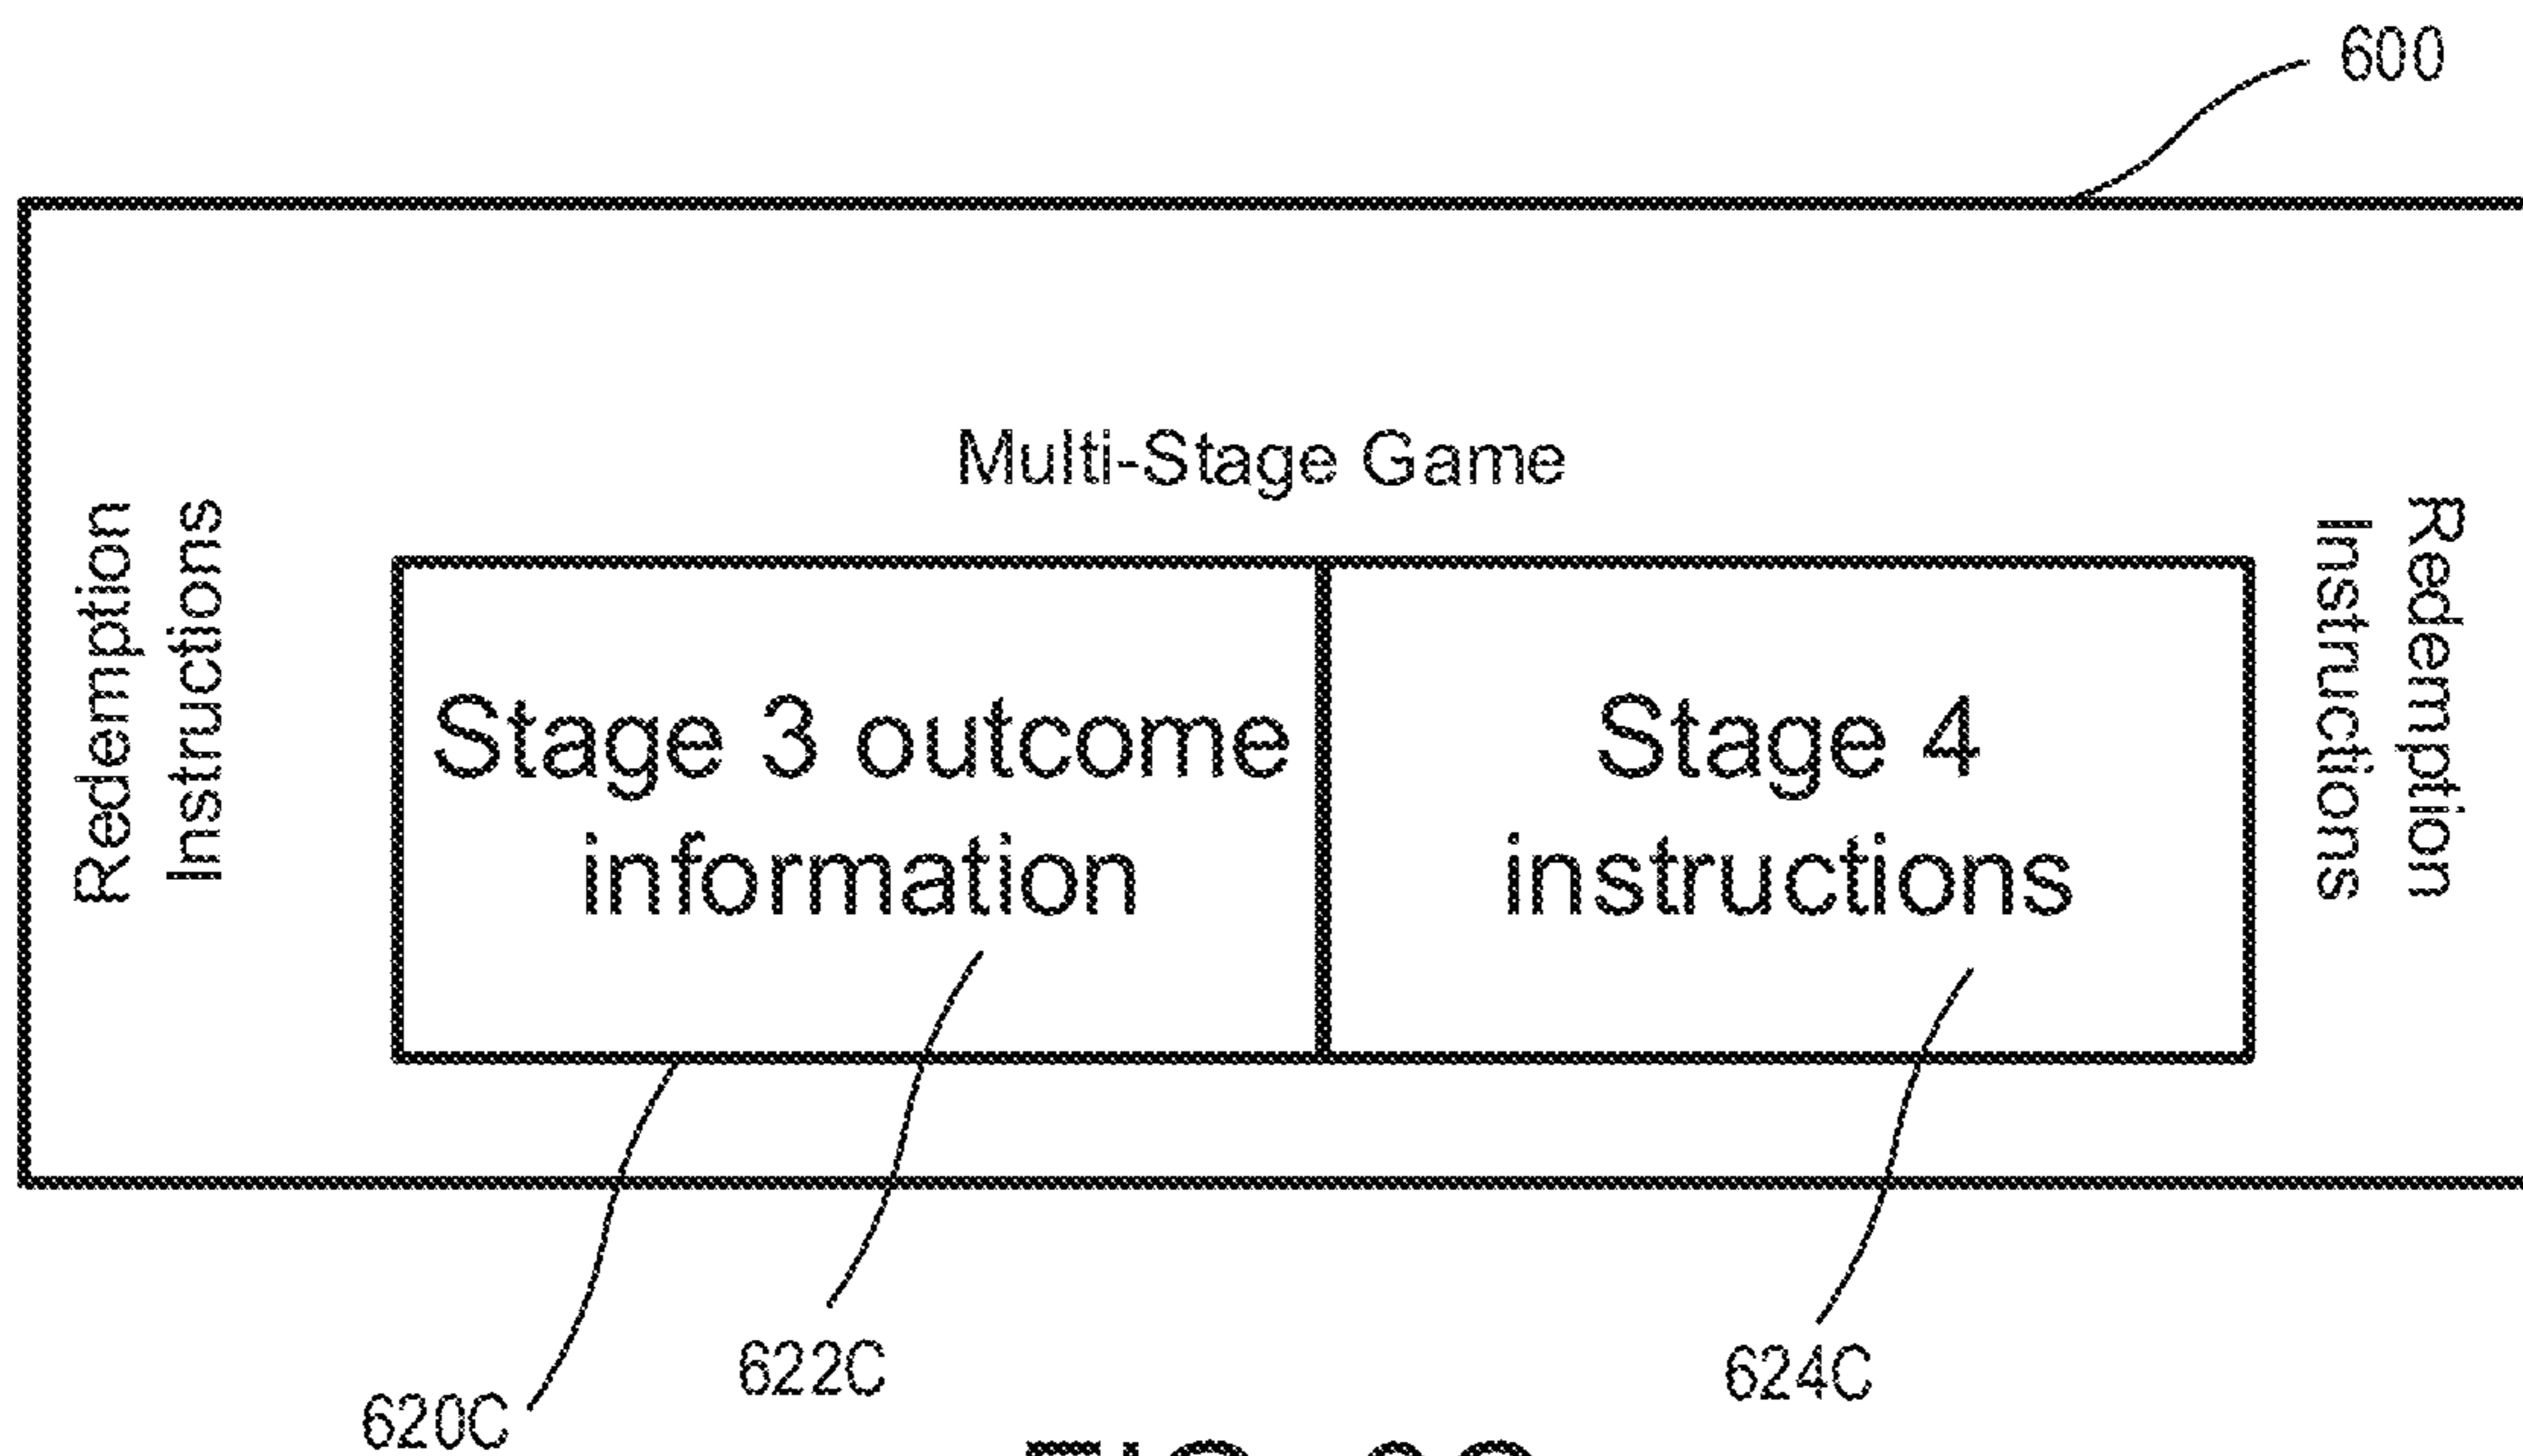 600
Multi-Stage Game
Redemption
Instructions
Stage 3 outcome
information
Stage 4
instructions
Redemption
Instructions
622C
624C
620C